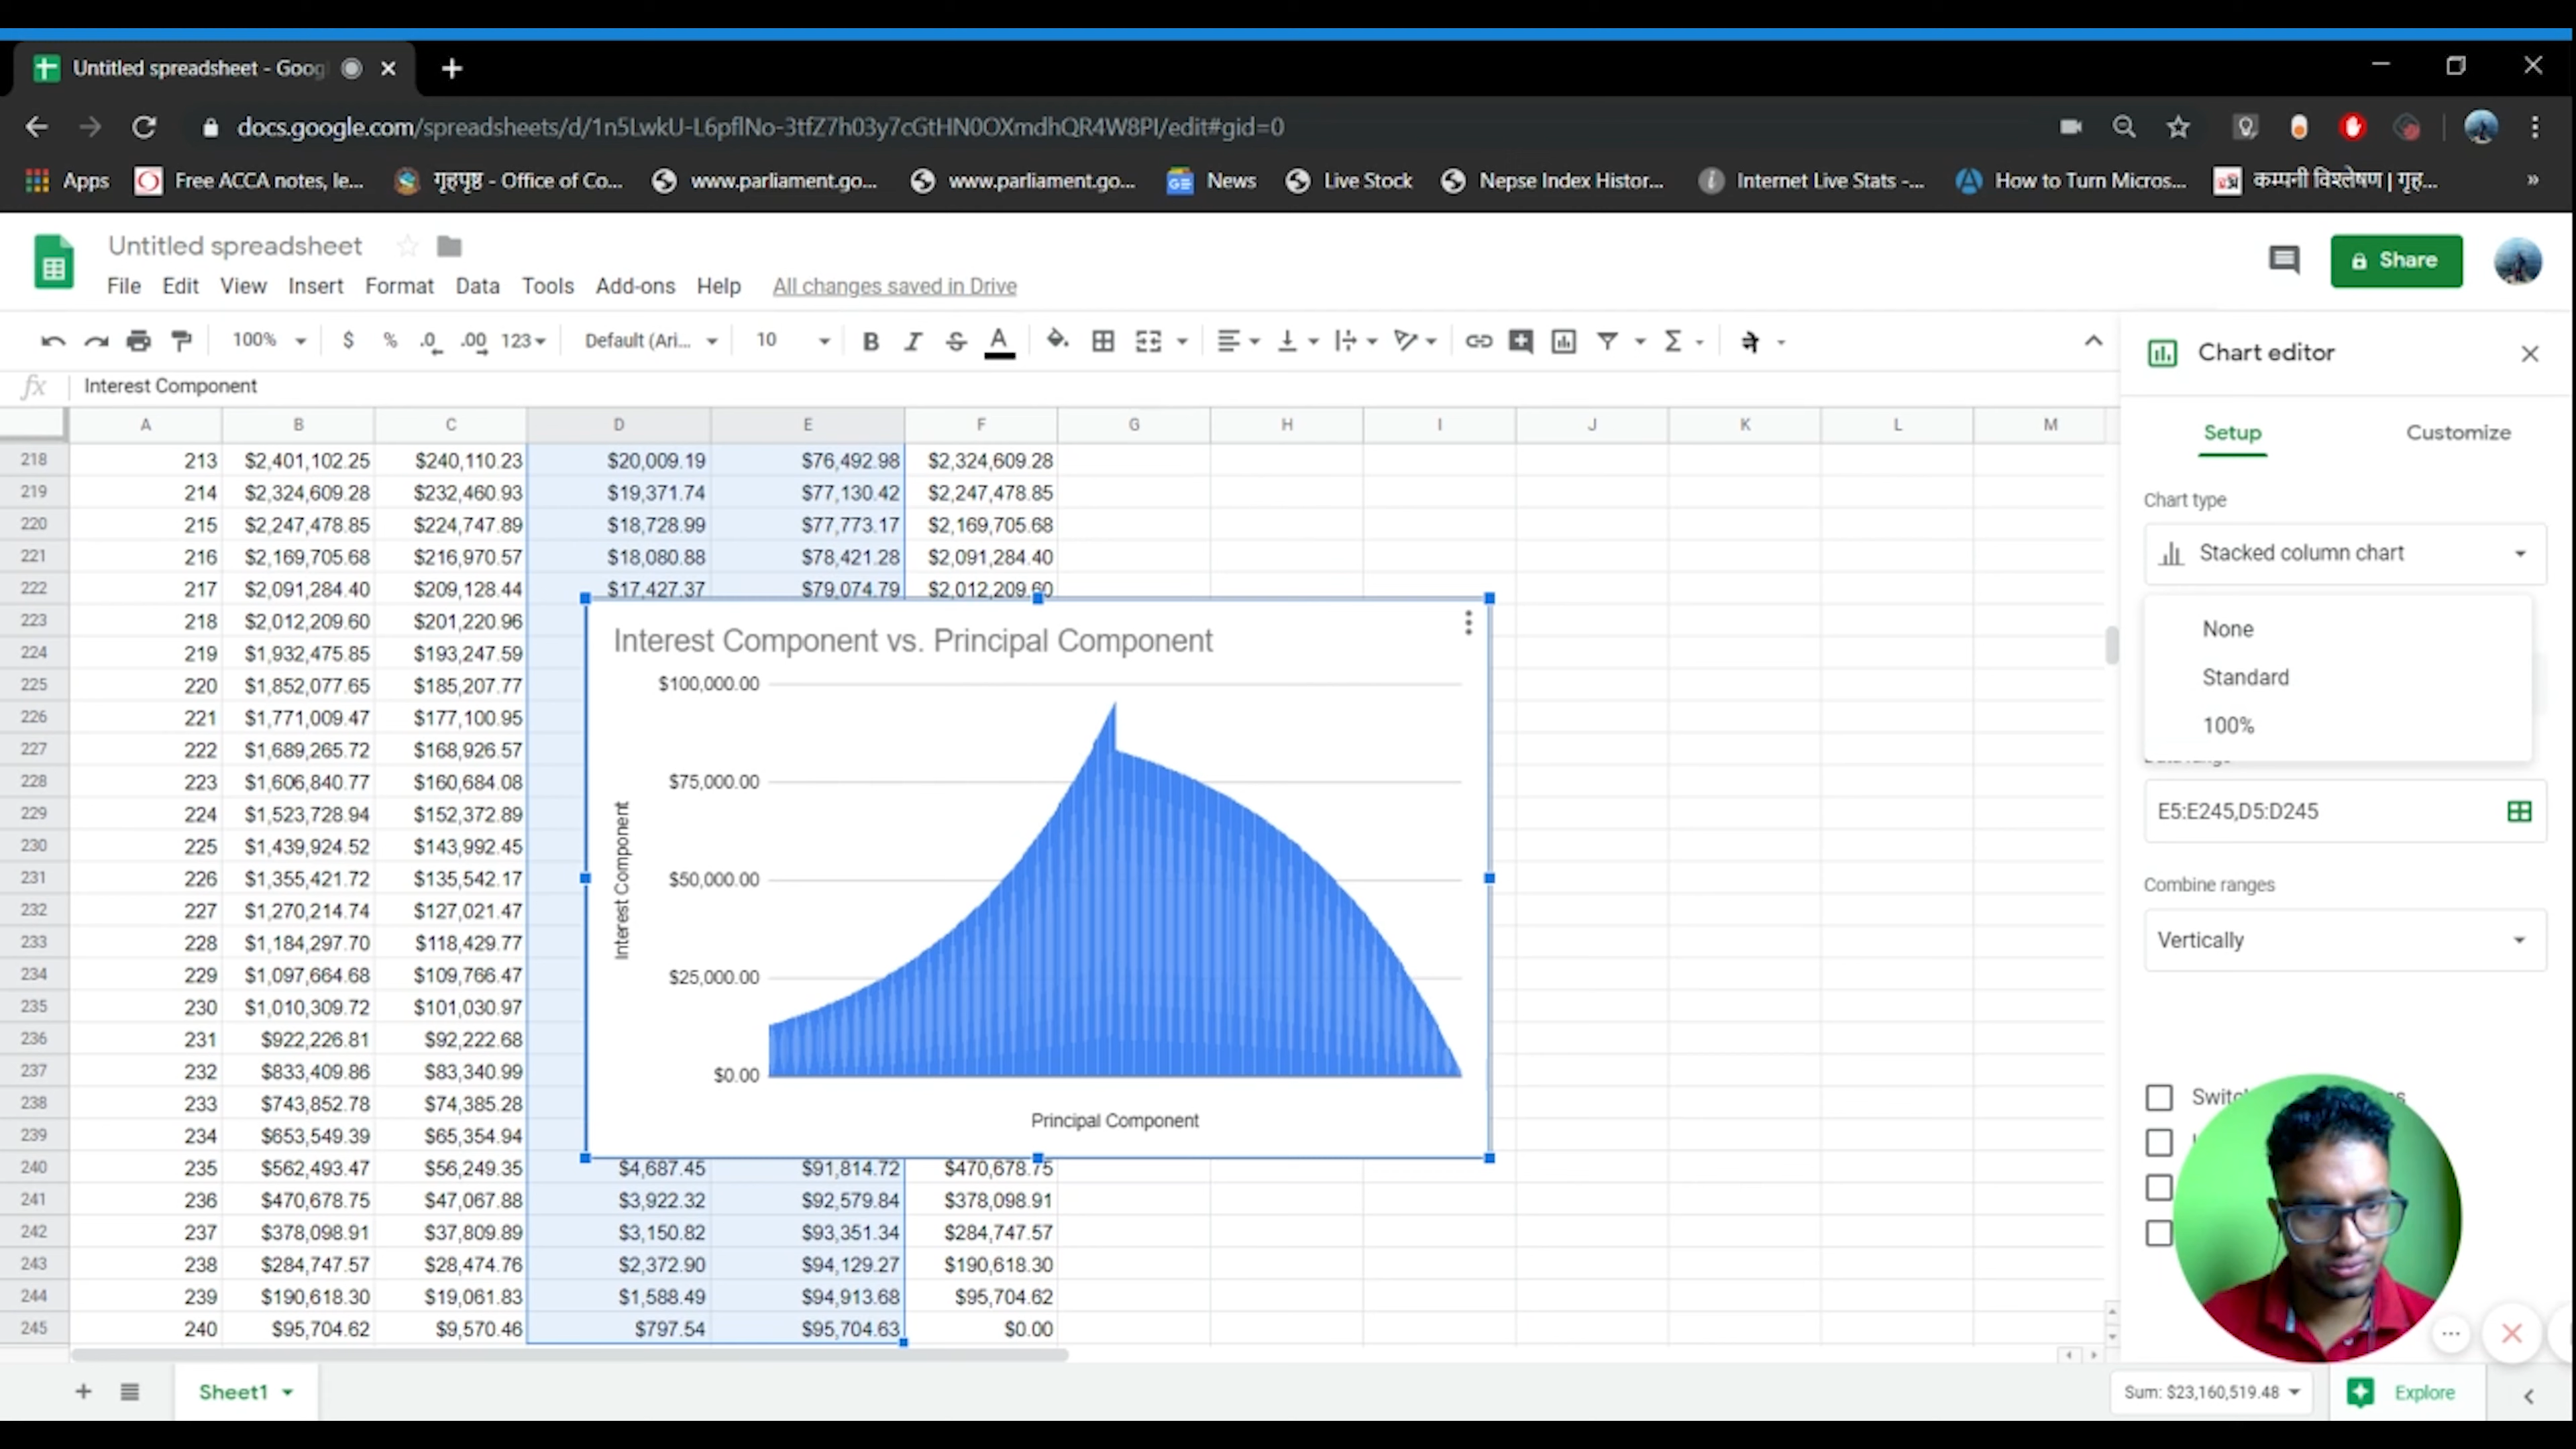 Untitled spreadsheet - Goog
docs.google.com/spreadsheets/d/1n5LwkU-L6pflNo-3tfZ7h03y7cGtHN0OXmdhQR4W8PI/edit#gid=0
Apps Free ACCA notes, le... गृहपृष्ठ - Office of Co... www.parliament.go... www.parliament.go... News Live Stock Nepse Index Histor... Internet Live Stats -... How to Turn Micros... कम्पनी विश्लेषण | गृह... »
Untitled spreadsheet
Share
File Edit View Insert Format Data Tools Add-ons Help All changes saved in Drive
100% $ % .0 .00 123 Default (Ari... 10 B I S A Σ ने
Chart editor
fx Interest Component
A B C D E F G H I J K L M
Setup Customize
218 213 $2,401,102.25 $240,110.23 $20,009.19 $76,492.98 $2,324,609.28
219 214 $2,324,609.28 $232,460.93 $19,371.74 $77,130.42 $2,247,478.85
220 215 $2,247,478.85 $224,747.89 $18,728.99 $77,773.17 $2,169,705.68
221 216 $2,169,705.68 $216,970.57 $18,080.88 $78,421.28 $2,091,284.40
222 217 $2,091,284.40 $209,128.44 $17,427.37 $79,074.79 $2,012,209.60
223 218 $2,012,209.60 $201,220.96
224 219 $1,932,475.85 $193,247.59
225 220 $1,852,077.65 $185,207.77
226 221 $1,771,009.47 $177,100.95
227 222 $1,689,265.72 $168,926.57
228 223 $1,606,840.77 $160,684.08
229 224 $1,523,728.94 $152,372.89
230 225 $1,439,924.52 $143,992.45
231 226 $1,355,421.72 $135,542.17
232 227 $1,270,214.74 $127,021.47
233 228 $1,184,297.70 $118,429.77
234 229 $1,097,664.68 $109,766.47
235 230 $1,010,309.72 $101,030.97
236 231 $922,226.81 $92,222.68
237 232 $833,409.86 $83,340.99
238 233 $743,852.78 $74,385.28
239 234 $653,549.39 $65,354.94
240 235 $562,493.47 $56,249.35 $4,687.45 $91,814.72 $470,678.75
241 236 $470,678.75 $47,067.88 $3,922.32 $92,579.84 $378,098.91
242 237 $378,098.91 $37,809.89 $3,150.82 $93,351.34 $284,747.57
243 238 $284,747.57 $28,474.76 $2,372.90 $94,129.27 $190,618.30
244 239 $190,618.30 $19,061.83 $1,588.49 $94,913.68 $95,704.62
245 240 $95,704.62 $9,570.46 $797.54 $95,704.63 $0.00
Interest Component vs. Principal Component
$100,000.00
$75,000.00
$50,000.00
$25,000.00
$0.00
Interest Component
Principal Component
Chart type
Stacked column chart
None
Standard
100%
E5:E245,D5:D245
Combine ranges
Vertically
Sheet1
Sum: $23,160,519.48
Explore